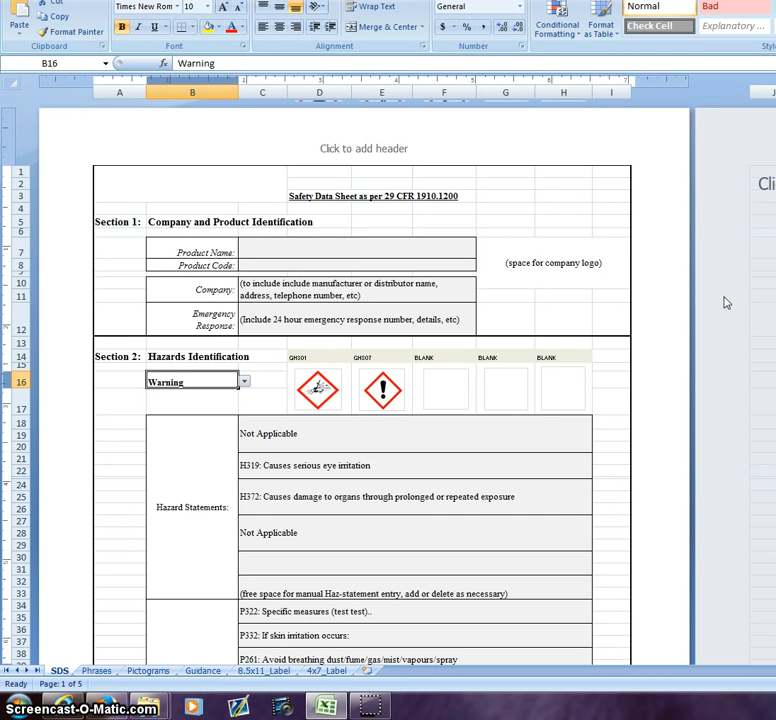 Cut
Times New Rom
10
Wrap Text
General
Normal
Bad
Paste
Copy
Format Painter
B I U
Merge & Center
$ % ,
Conditional Formatting
Format as Table
Check Cell
Explanatory ...
Clipboard
Font
Alignment
Number
B16
fx
Warning
A B C D E F G H I
Click to add header
Safety Data Sheet as per 29 CFR 1910.1200
Section 1: Company and Product Identification
Product Name:
Product Code:
(space for company logo)
Company:
(to include include manufacturer or distributor name,
address, telephone number, etc)
Emergency
Response:
(Include 24 hour emergency response number, details, etc)
Section 2: Hazards Identification
GHS01 GHS07 BLANK BLANK BLANK
Warning
Hazard Statements:
Not Applicable
H319: Causes serious eye irritation
H372: Causes damage to organs through prolonged or repeated exposure
Not Applicable
(free space for manual Haz-statement entry, add or delete as necessary)
P322: Specific measures (test test)..
P332: If skin irritation occurs:
P261: Avoid breathing dust/fume/gas/mist/vapours/spray
SDS Phrases Pictograms Guidance 8.5x11_Label 4x7_Label
Ready Page: 1 of 5
Screencast-O-Matic.com